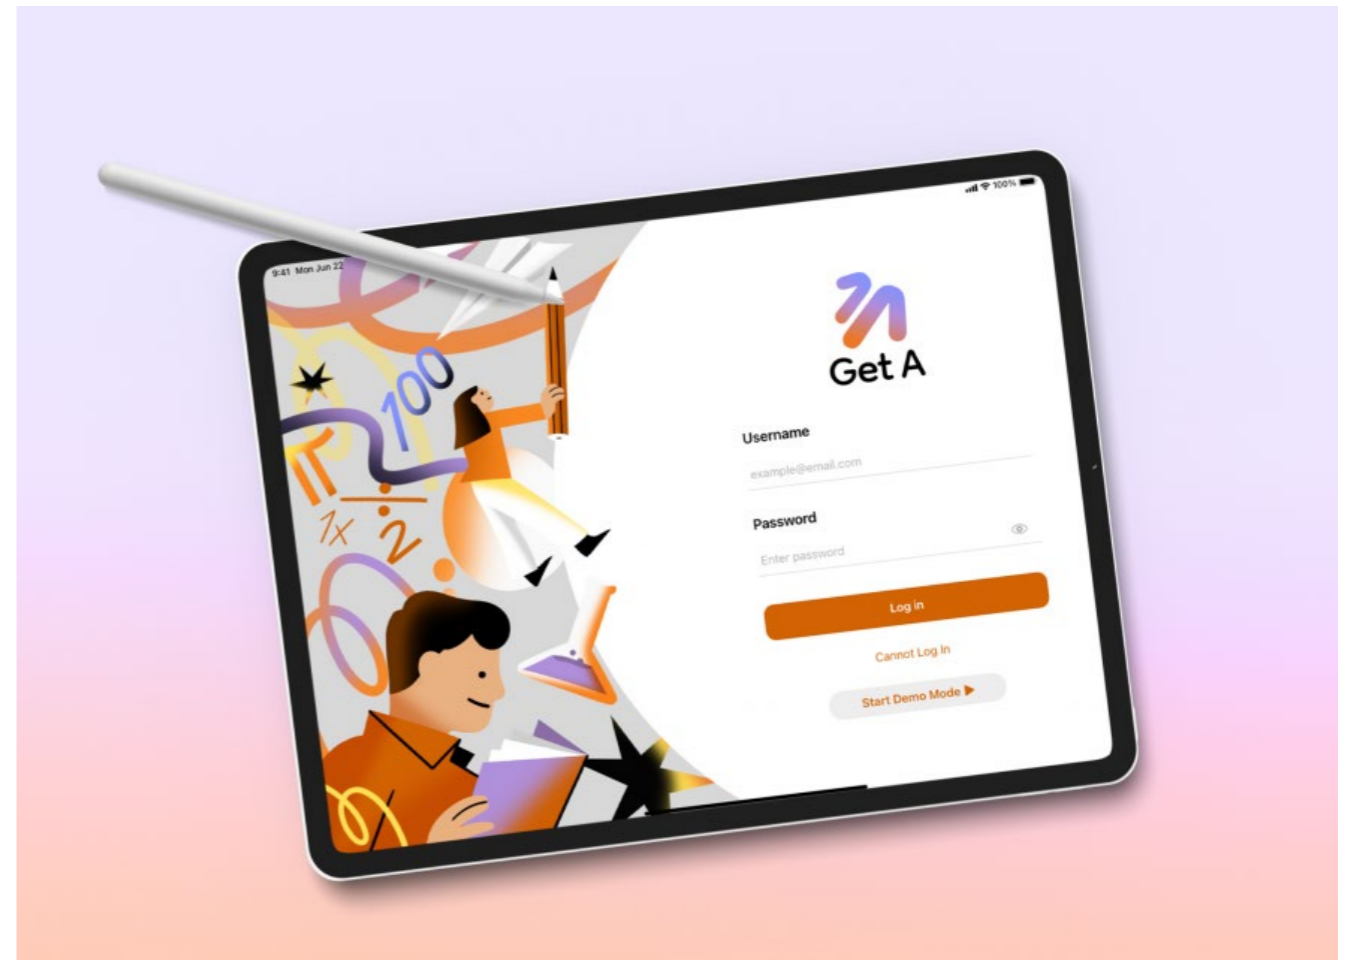 9:41 Mon Jun 22
100%
100
π
÷
1x
2
Get A
Username
example@email.com
Password
Enter password
Log in
Cannot Log In
Start Demo Mode